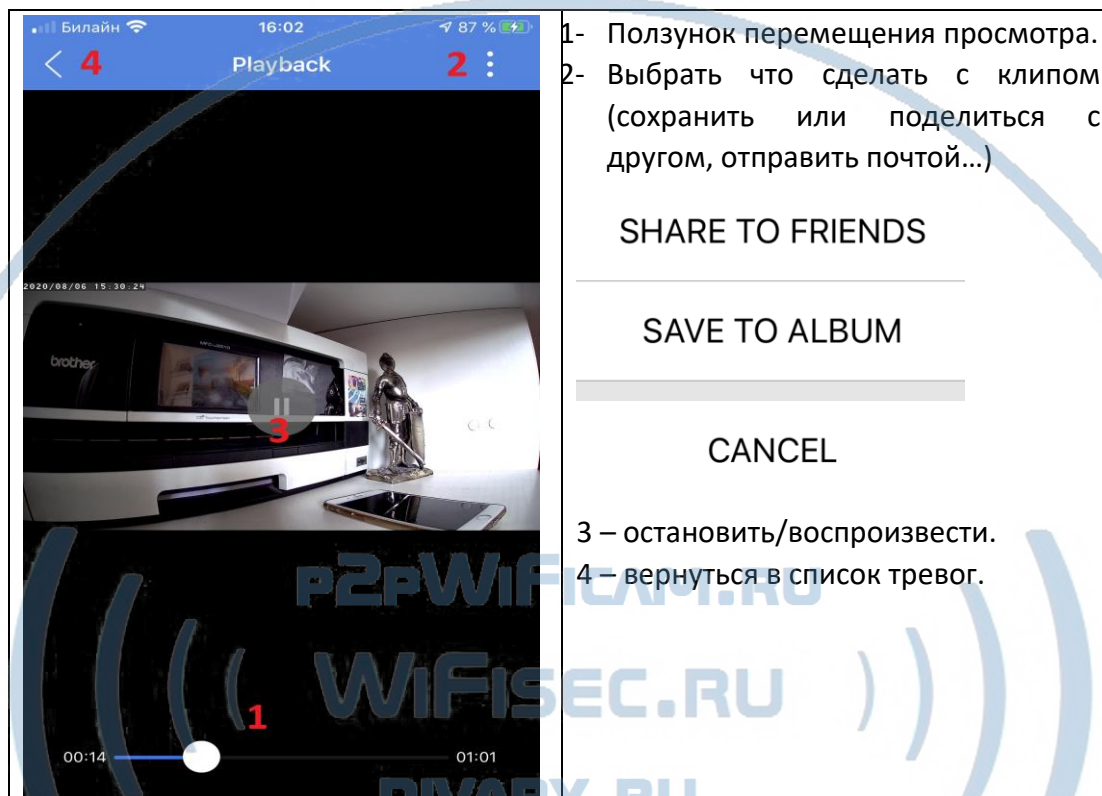 Билайн 16:02 87 %
4 Playback 2
2020/08/06 15:30:24
brother
3
1
00:14 01:01
1- Ползунок перемещения просмотра.
2- Выбрать что сделать с клипом
(сохранить или поделиться с
другом, отправить почтой…)
SHARE TO FRIENDS
SAVE TO ALBUM
CANCEL
3 – остановить/воспроизвести.
4 – вернуться в список тревог.
P2PWIFICAM.RU
WIFISEC.RU